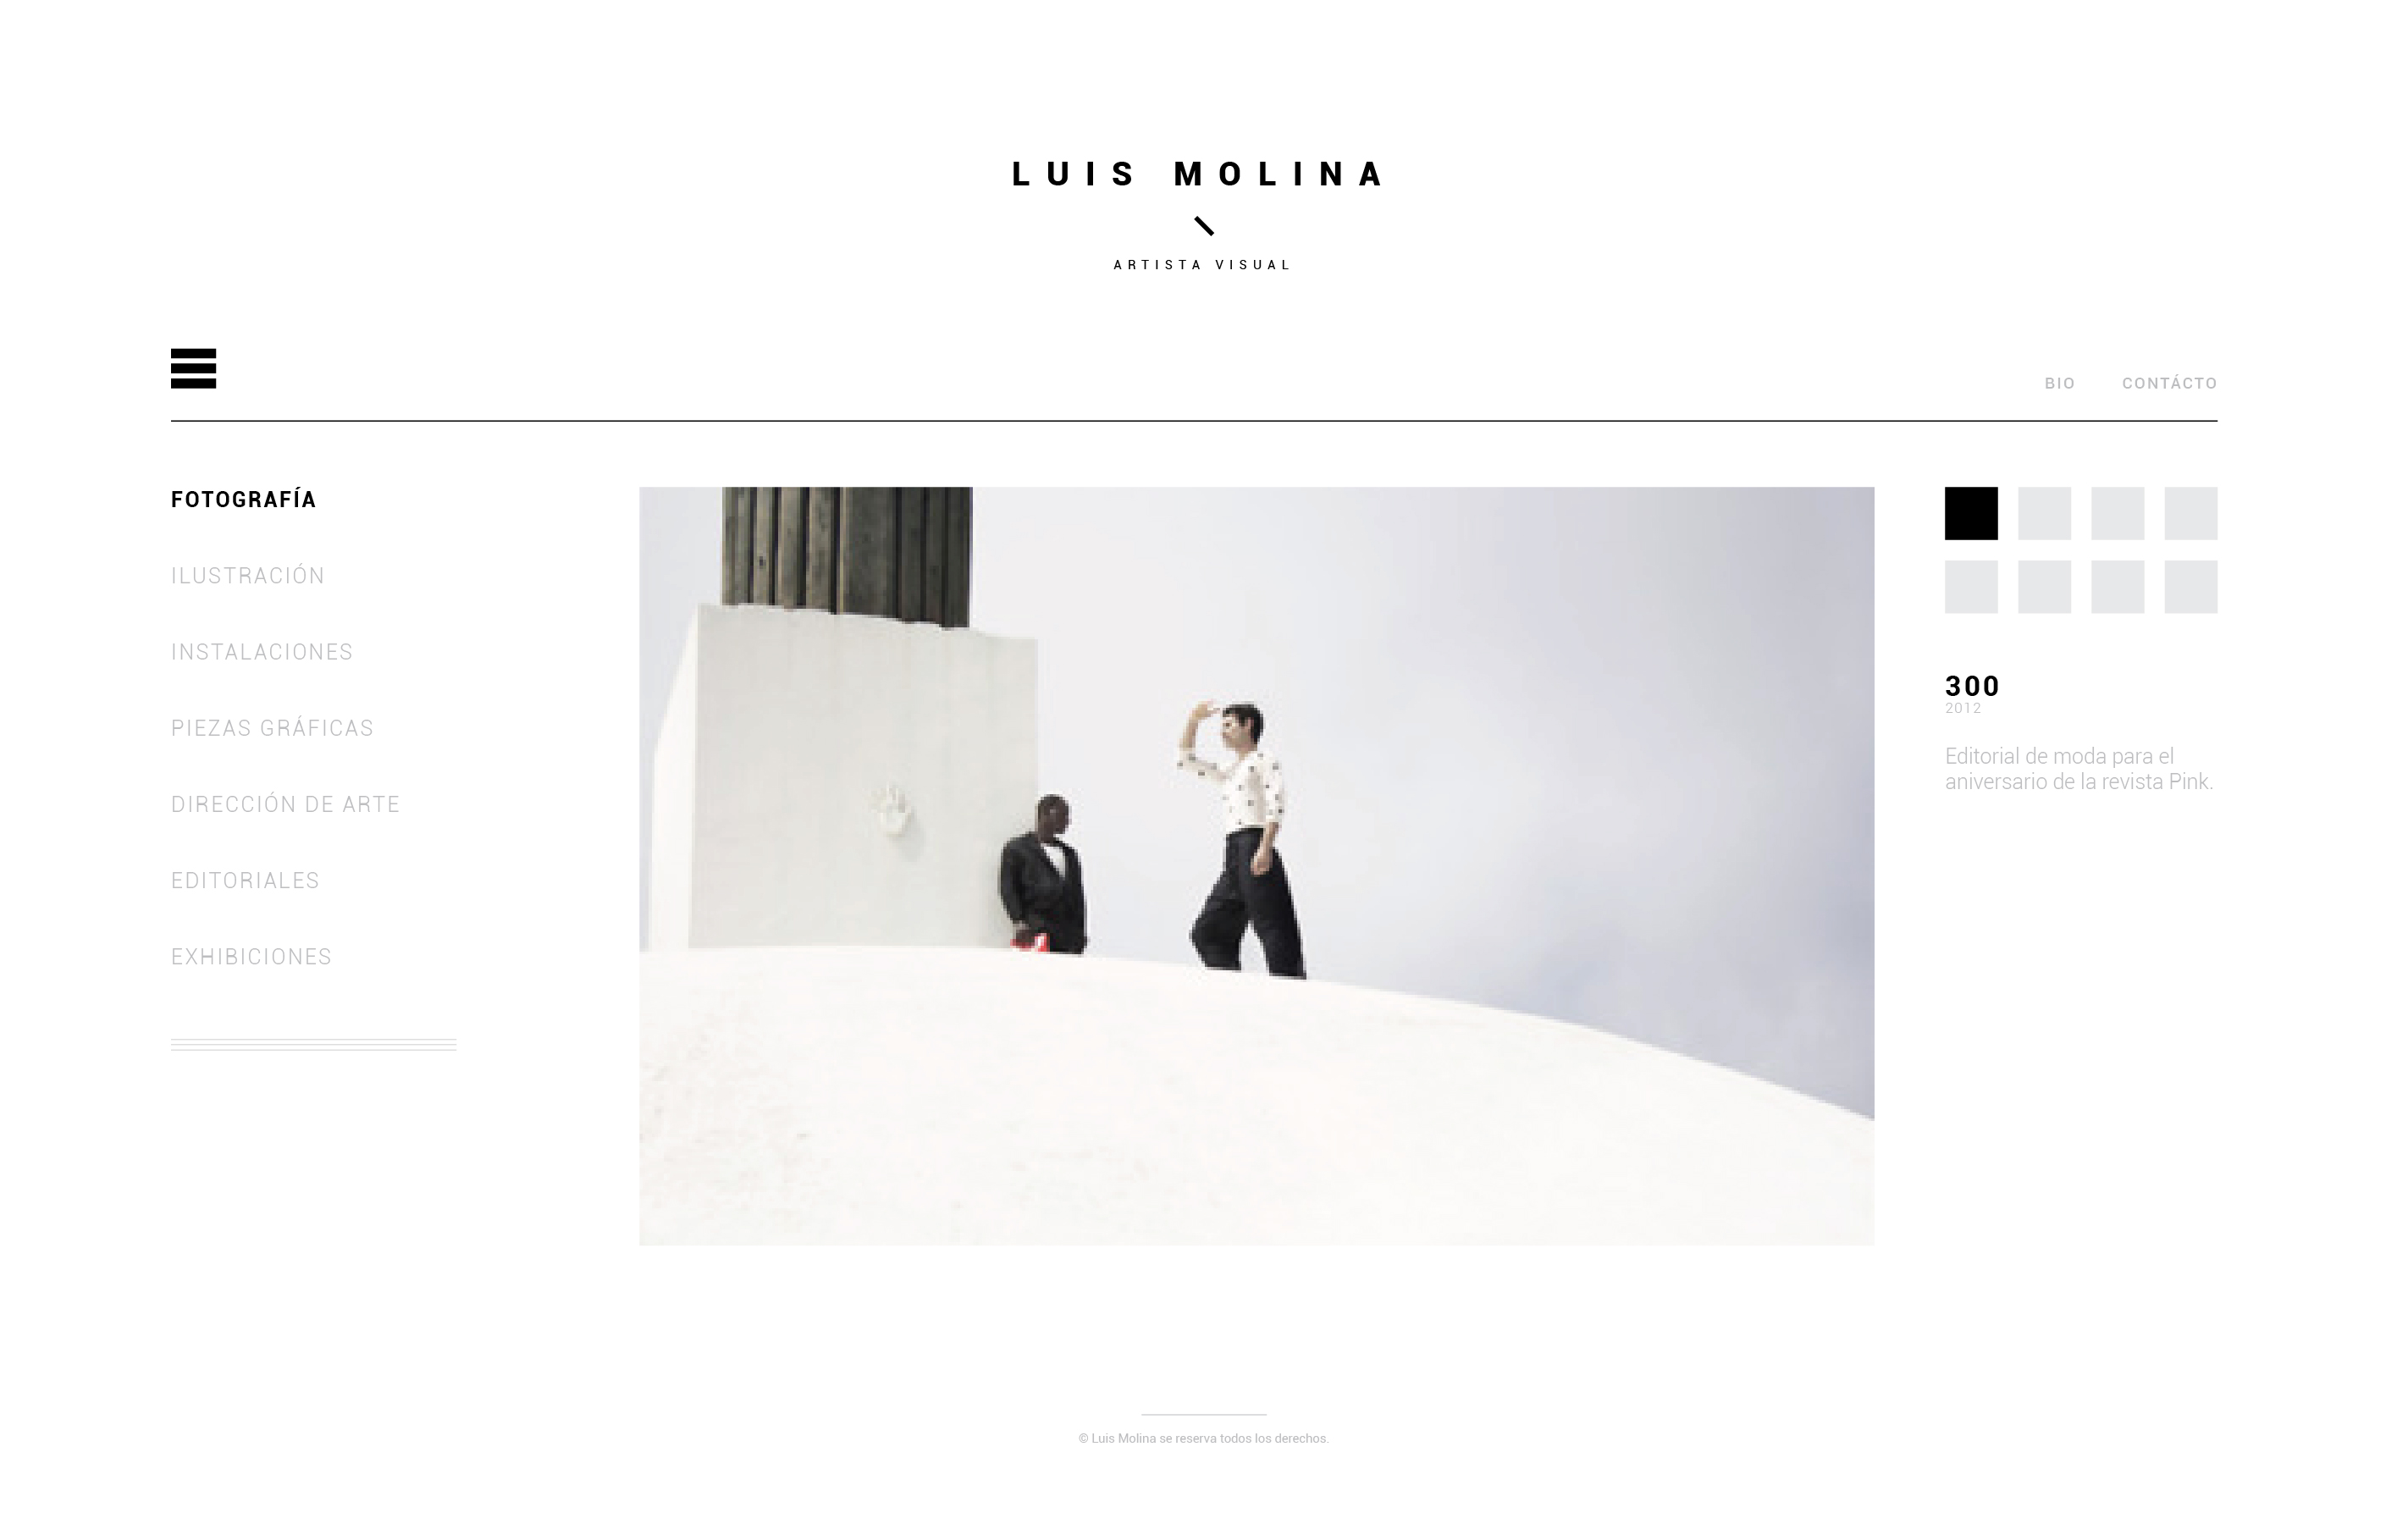 LUIS MOLINA
ARTISTA VISUAL
BIO
CONTÁCTO
FOTOGRAFÍA
ILUSTRACIÓN
INSTALACIONES
PIEZAS GRÁFICAS
DIRECCIÓN DE ARTE
EDITORIALES
EXHIBICIONES
300
2012
Editorial de moda para el
aniversario de la revista Pink.
© Luis Molina se reserva todos los derechos.